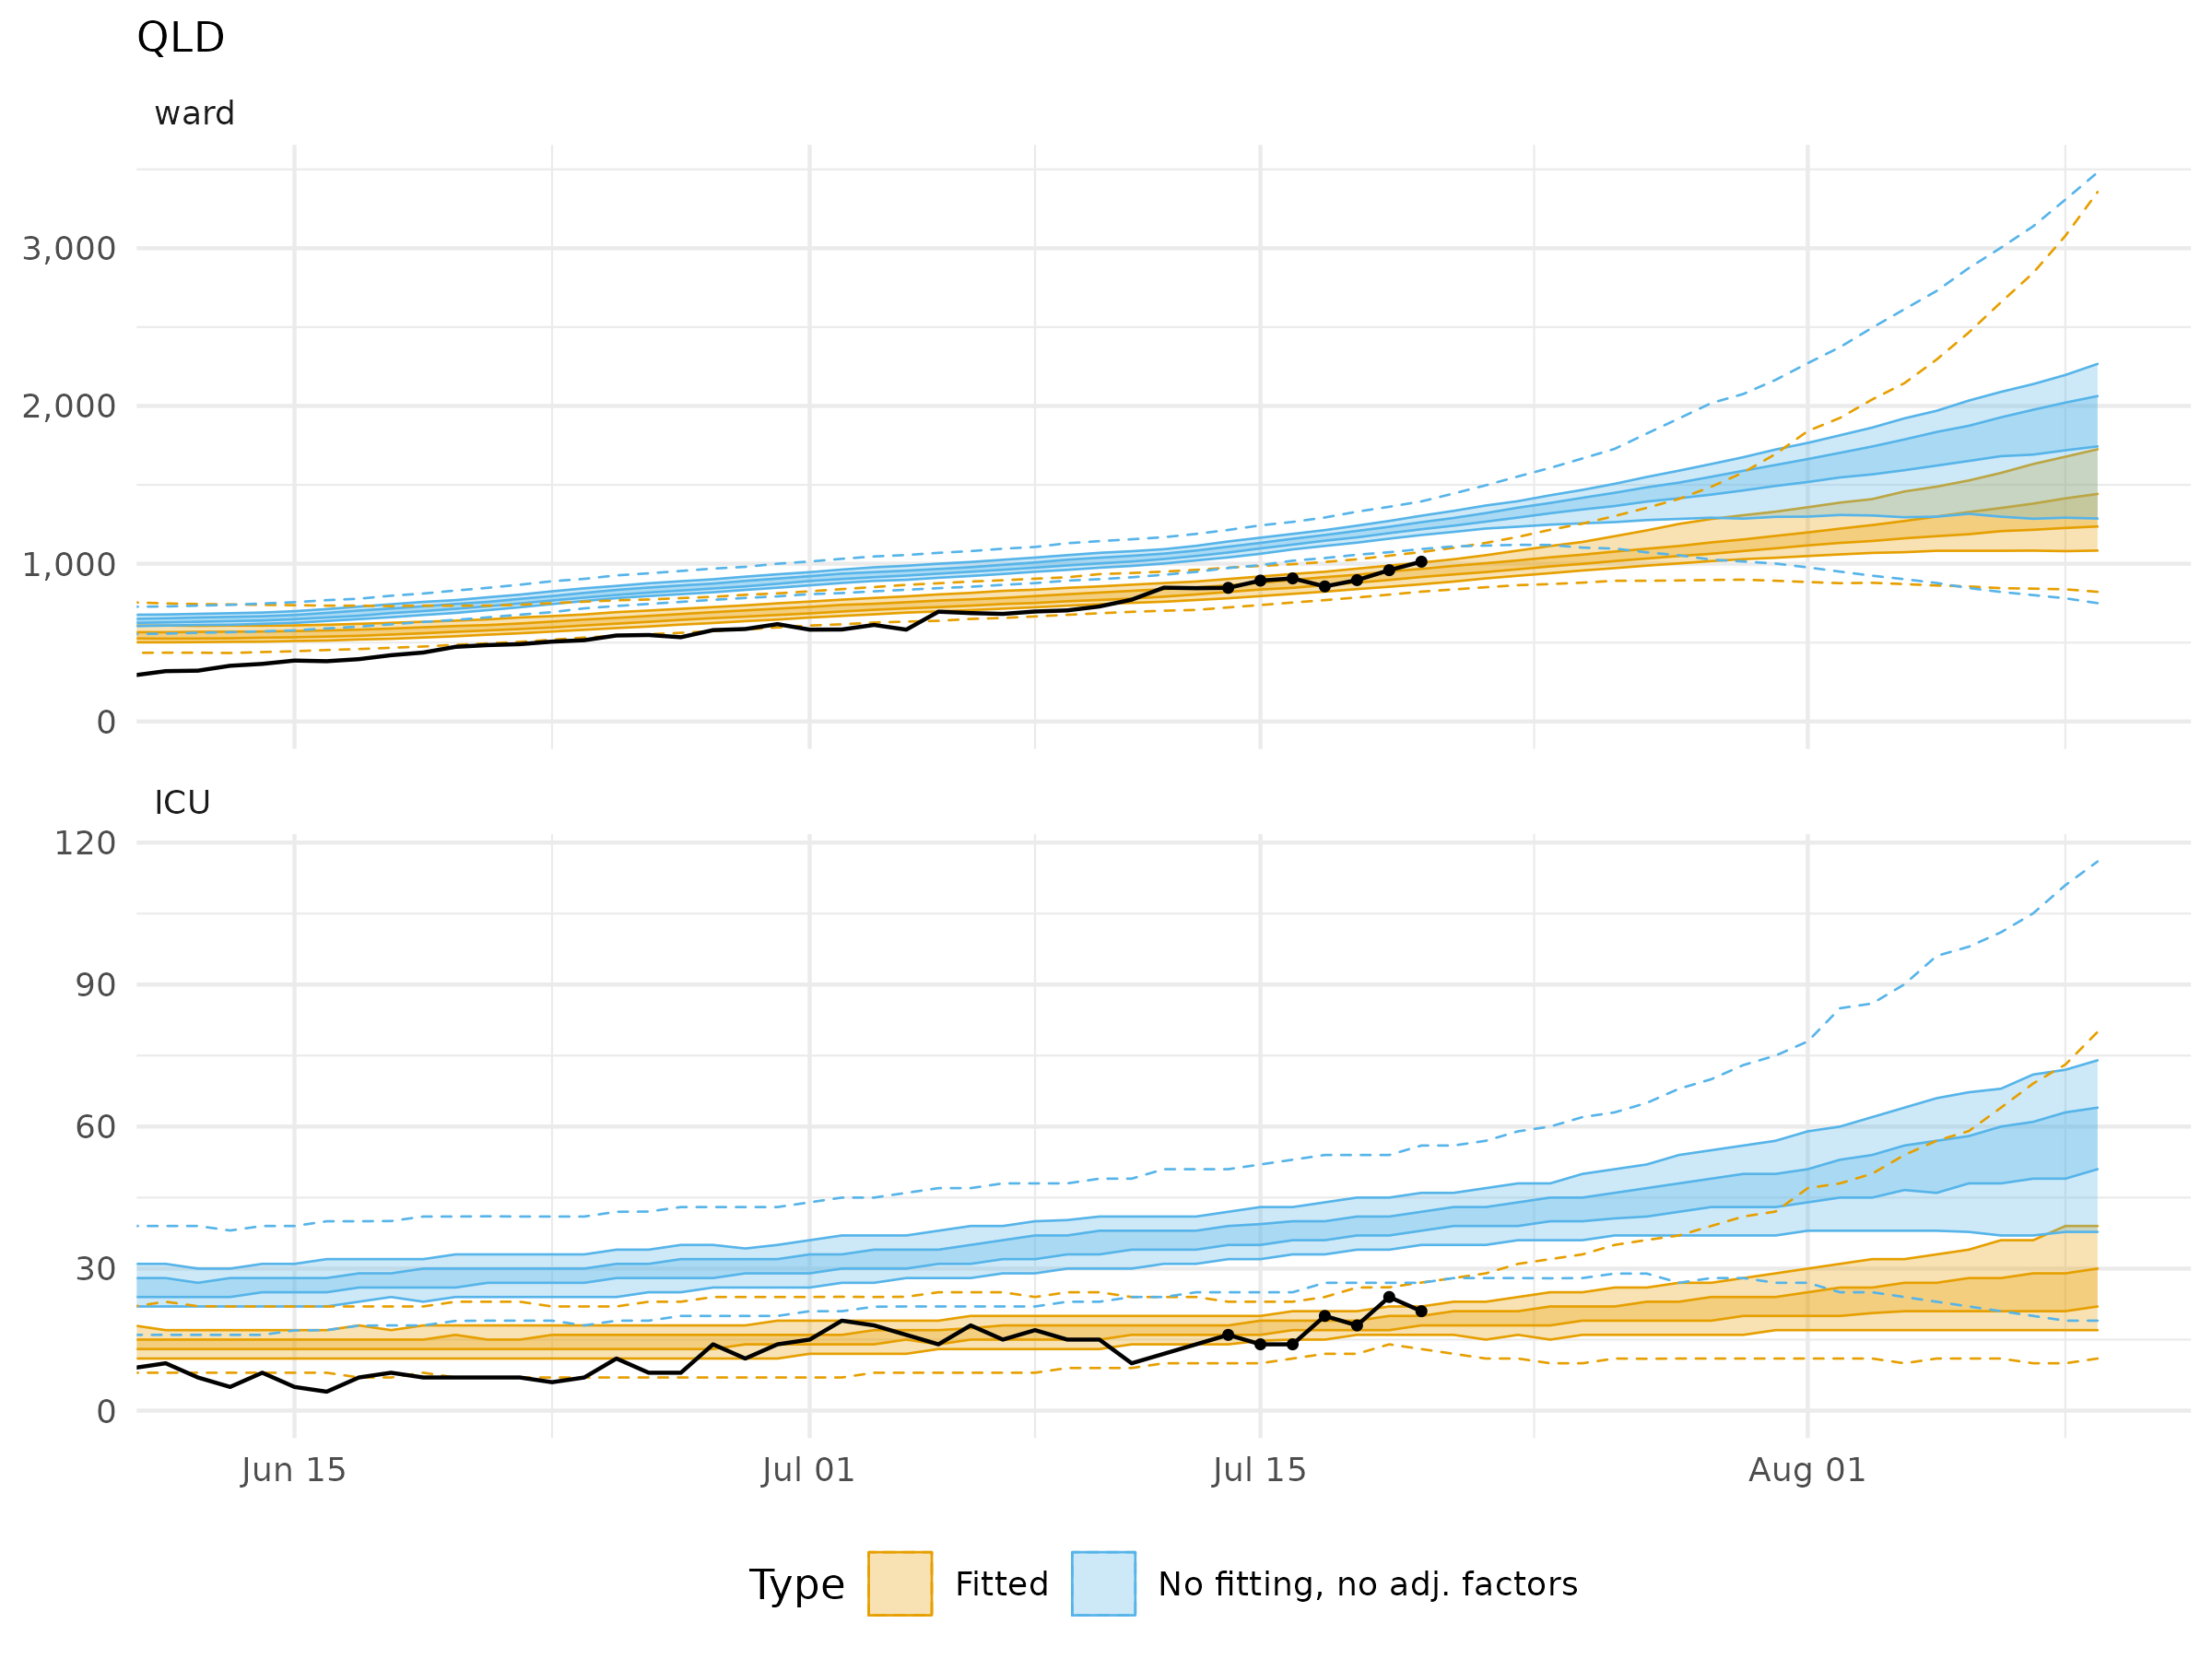 QLD
ward
3,000
2,000
1,000
0
ICU
120
90
60
30
0
Jun 15 Jul 01 Jul 15 Aug 01
Type Fitted No fitting, no adj. factors